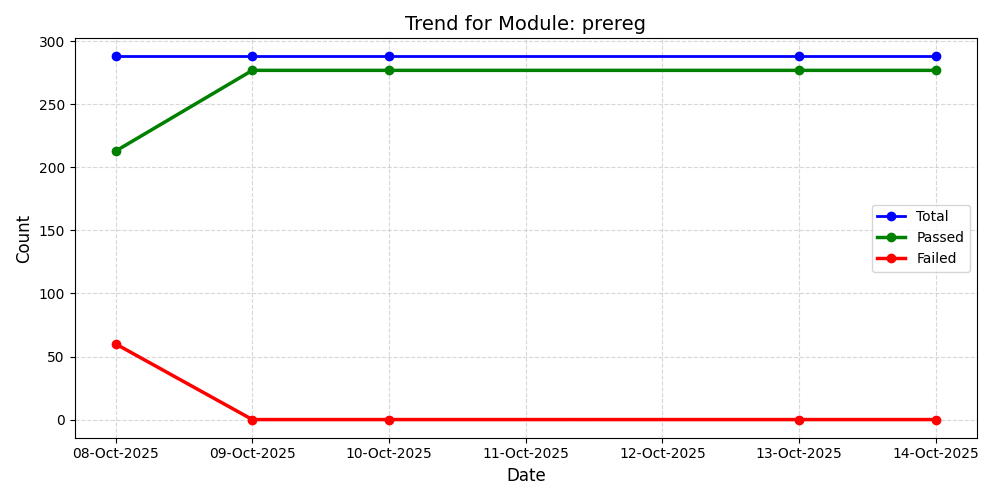 Trend for Module: prereg
300
250
200
150
100
50
0
Count
Total
Passed
Failed
08-Oct-2025 09-Oct-2025 10-Oct-2025 11-Oct-2025 12-Oct-2025 13-Oct-2025 14-Oct-2025
Date